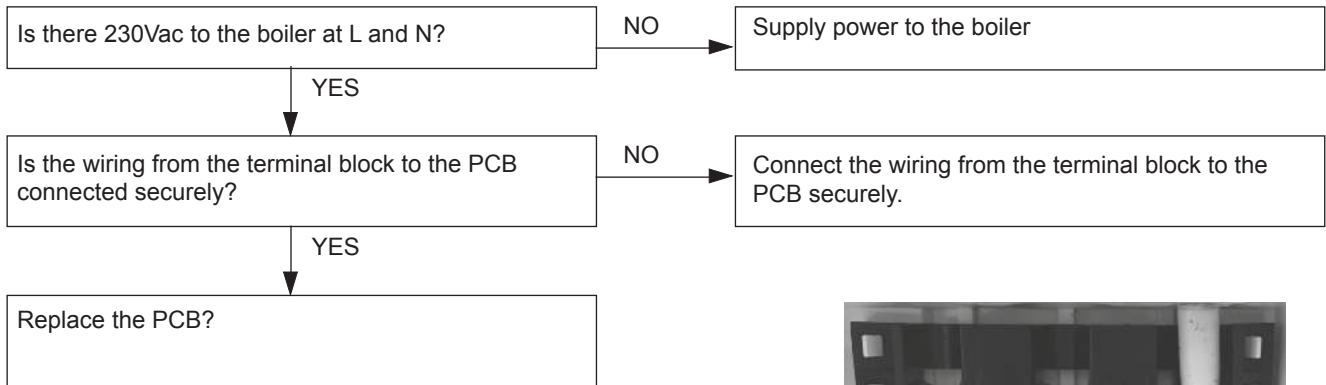 Is there 230Vac to the boiler at L and N?
NO
Supply power to the boiler
YES
Is the wiring from the terminal block to the PCB
connected securely?
NO
Connect the wiring from the terminal block to the
PCB securely.
YES
Replace the PCB?